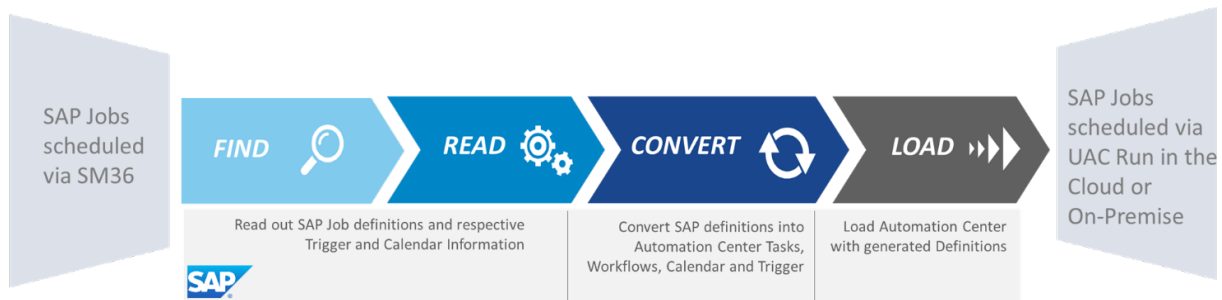 SAP Jobs
scheduled
via SM36
FIND
READ
CONVERT
LOAD
Read out SAP Job definitions and respective
Trigger and Calendar Information
Convert SAP definitions into
Automation Center Tasks,
Workflows, Calendar and Trigger
Load Automation Center
with generated Definitions
SAP
®
SAP Jobs
scheduled via
UAC Run in the
Cloud or
On-Premise